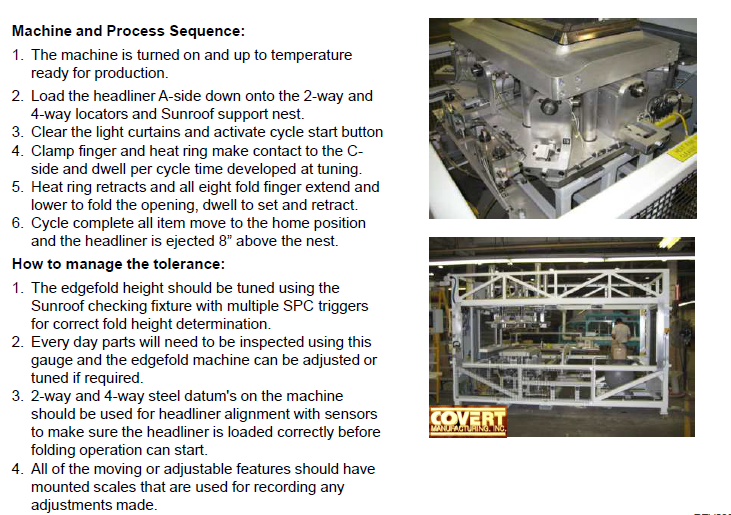 Machine and Process Sequence:
1. The machine is turned on and up to temperature
ready for production.
2. Load the headliner A-side down onto the 2-way and
4-way locators and Sunroof support nest.
3. Clear the light curtains and activate cycle start button
4. Clamp finger and heat ring make contact to the C-
side and dwell per cycle time developed at tuning.
5. Heat ring retracts and all eight fold finger extend and
lower to fold the opening, dwell to set and retract.
6. Cycle complete all item move to the home position
and the headliner is ejected 8” above the nest.
How to manage the tolerance:
1. The edgefold height should be tuned using the
Sunroof checking fixture with multiple SPC triggers
for correct fold height determination.
2. Every day parts will need to be inspected using this
gauge and the edgefold machine can be adjusted or
tuned if required.
3. 2-way and 4-way steel datum's on the machine
should be used for headliner alignment with sensors
to make sure the headliner is loaded correctly before
folding operation can start.
4. All of the moving or adjustable features should have
mounted scales that are used for recording any
adjustments made.
COVERT
MANUFACTURING, INC.